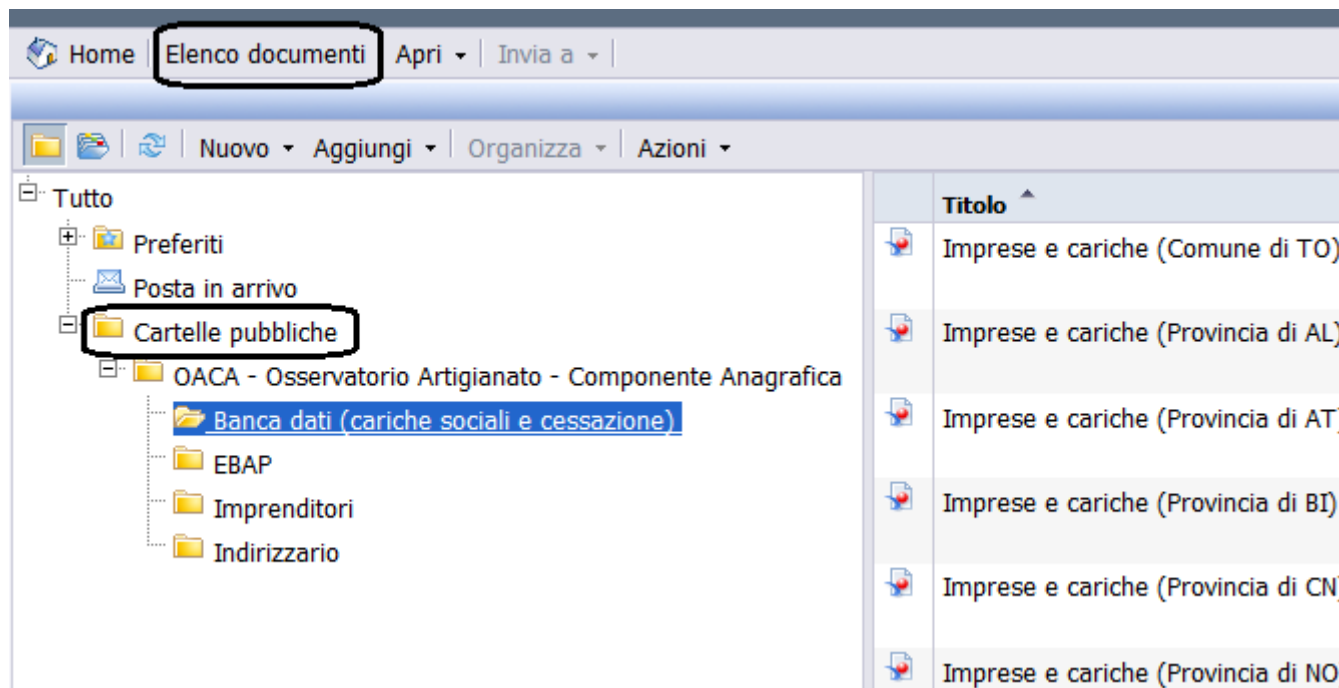 Home Elenco documenti Apri Invia a
Nuovo Aggiungi Organizza Azioni
Tutto
Preferiti
Posta in arrivo
Cartelle pubbliche
OACA - Osservatorio Artigianato - Componente Anagrafica
Banca dati (cariche sociali e cessazione)
EBAP
Imprenditori
Indirizzario
Titolo
Imprese e cariche (Comune di TO)
Imprese e cariche (Provincia di AL)
Imprese e cariche (Provincia di AT)
Imprese e cariche (Provincia di BI)
Imprese e cariche (Provincia di CN)
Imprese e cariche (Provincia di NO